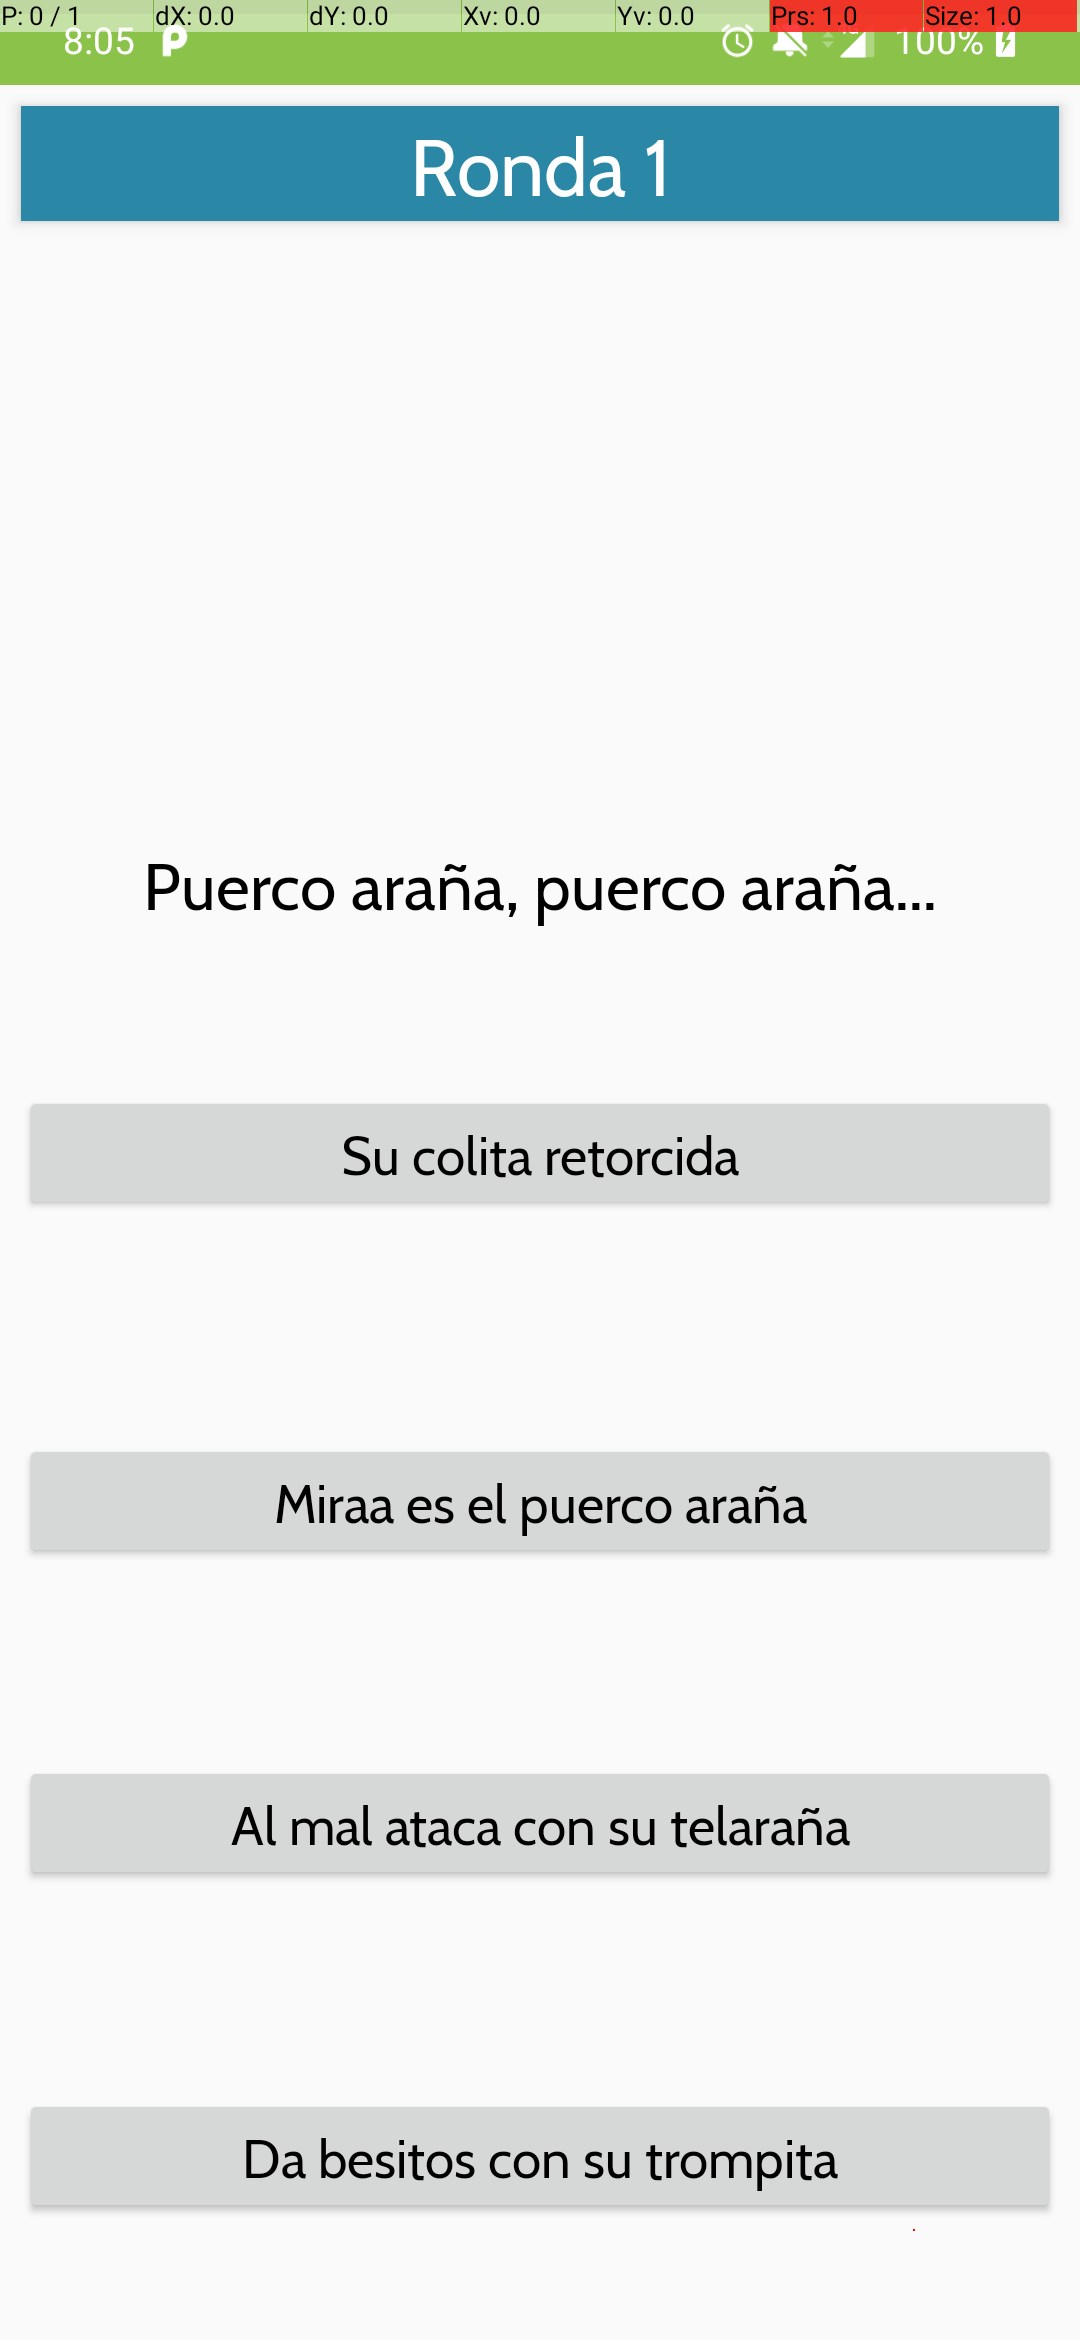 P: 0 / 1 dX: 0.0 dY: 0.0 Xv: 0.0 Yv: 0.0 Prs: 1.0 Size: 1.0
8:05 100%
Ronda 1
Puerco araña, puerco araña...
Su colita retorcida
Miraa es el puerco araña
Al mal ataca con su telaraña
Da besitos con su trompita